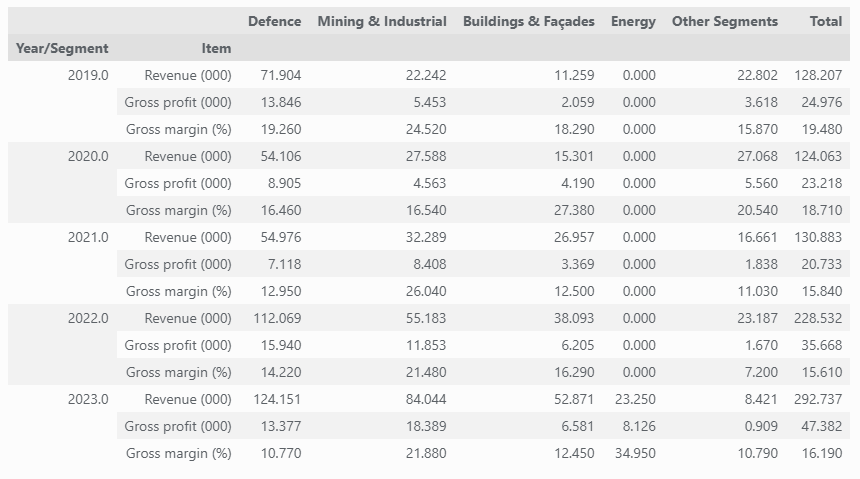 Defence Mining & Industrial Buildings & Façades Energy Other Segments Total
Year/Segment Item
2019.0 Revenue (000) 71.904 22.242 11.259 0.000 22.802 128.207
Gross profit (000) 13.846 5.453 2.059 0.000 3.618 24.976
Gross margin (%) 19.260 24.520 18.290 0.000 15.870 19.480
2020.0 Revenue (000) 54.106 27.588 15.301 0.000 27.068 124.063
Gross profit (000) 8.905 4.563 4.190 0.000 5.560 23.218
Gross margin (%) 16.460 16.540 27.380 0.000 20.540 18.710
2021.0 Revenue (000) 54.976 32.289 26.957 0.000 16.661 130.883
Gross profit (000) 7.118 8.408 3.369 0.000 1.838 20.733
Gross margin (%) 12.950 26.040 12.500 0.000 11.030 15.840
2022.0 Revenue (000) 112.069 55.183 38.093 0.000 23.187 228.532
Gross profit (000) 15.940 11.853 6.205 0.000 1.670 35.668
Gross margin (%) 14.220 21.480 16.290 0.000 7.200 15.610
2023.0 Revenue (000) 124.151 84.044 52.871 23.250 8.421 292.737
Gross profit (000) 13.377 18.389 6.581 8.126 0.909 47.382
Gross margin (%) 10.770 21.880 12.450 34.950 10.790 16.190